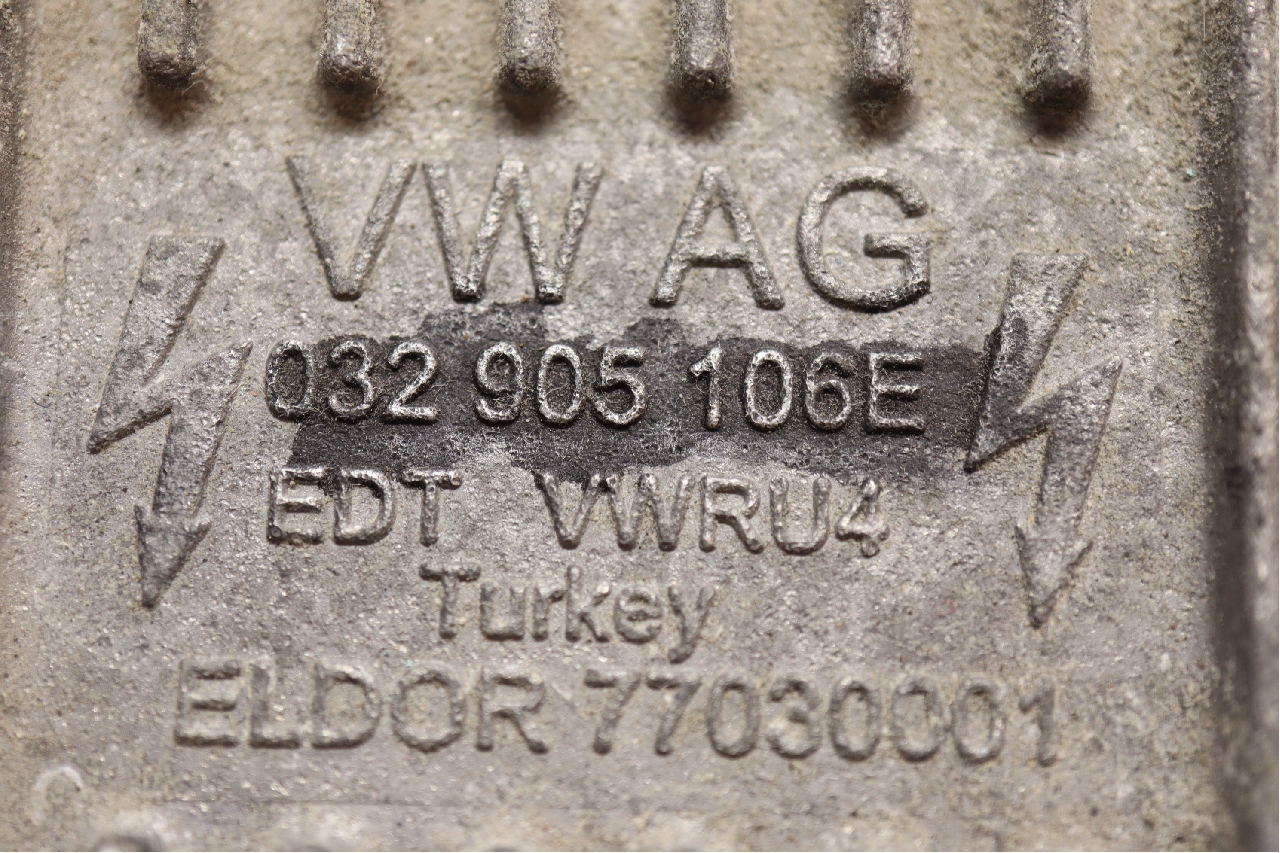 VW AG
032 905 106E
EDT VWRU4
Turkey
ELDOR 77030001